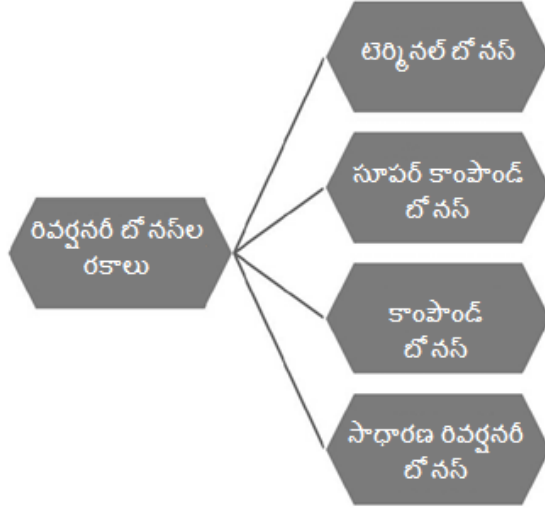 టెర్మినల్ బోనస్
సూపర్ కాంపౌండ్
బోనస్
రివర్షనరీ బోనస్‌ల
రకాలు
కాంపౌండ్
బోనస్
సాధారణ రివర్షనరీ
బోనస్